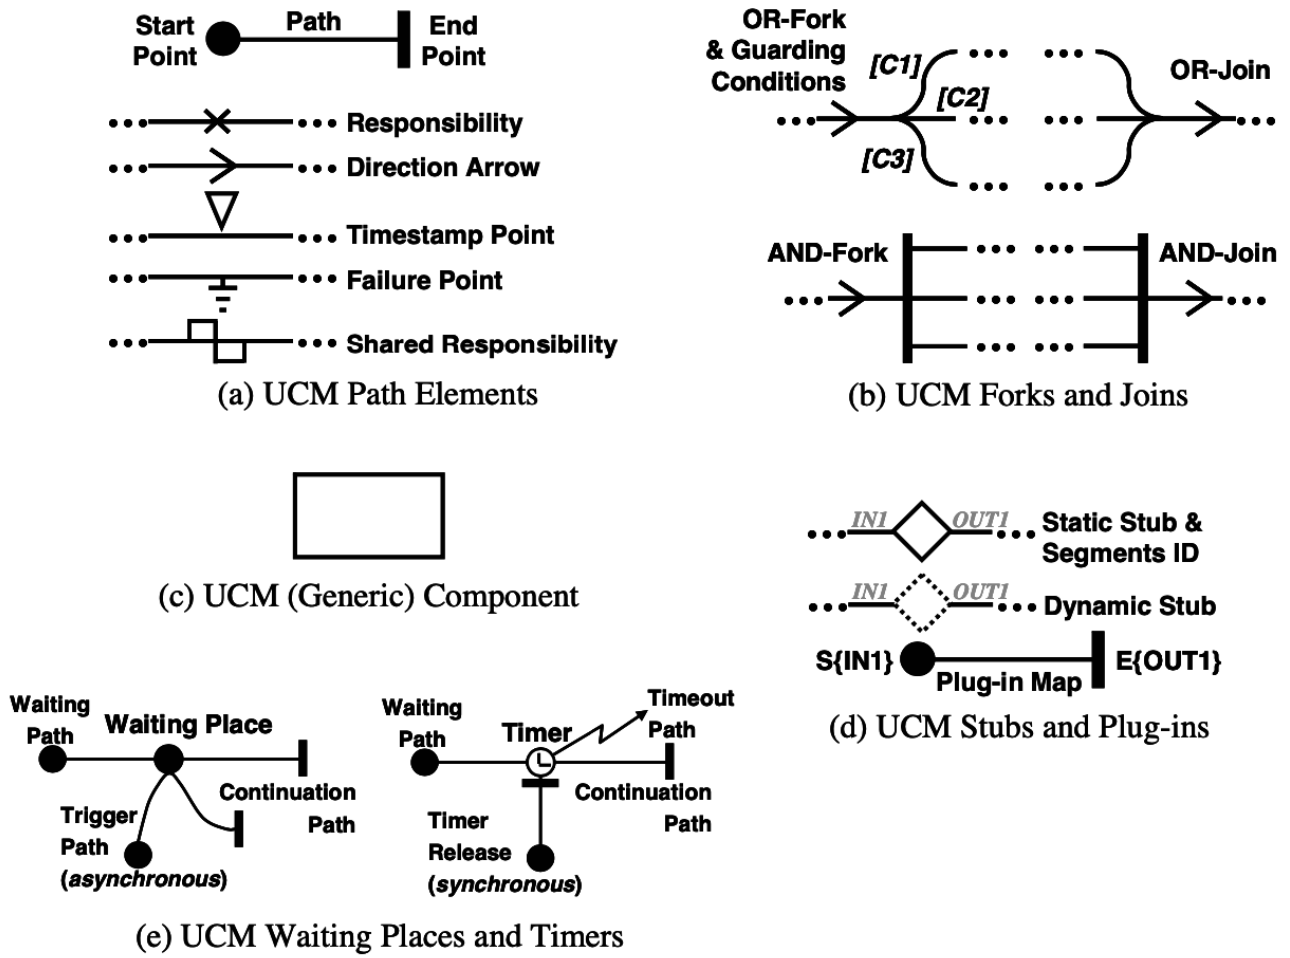 Start
Point
Path
End
Point
Responsibility
Direction Arrow
Timestamp Point
Failure Point
Shared Responsibility
(a) UCM Path Elements
OR-Fork
& Guarding
Conditions
[C1]
[C2]
[C3]
OR-Join
AND-Fork
AND-Join
(b) UCM Forks and Joins
(c) UCM (Generic) Component
IN1
OUT1
Static Stub &
Segments ID
IN1
OUT1
Dynamic Stub
S{IN1}
E{OUT1}
Plug-in Map
(d) UCM Stubs and Plug-ins
Waiting
Path
Waiting Place
Continuation
Path
Trigger
Path
(asynchronous)
Waiting
Path
Timer
Timeout
Path
Continuation
Path
Timer
Release
(synchronous)
(e) UCM Waiting Places and Timers